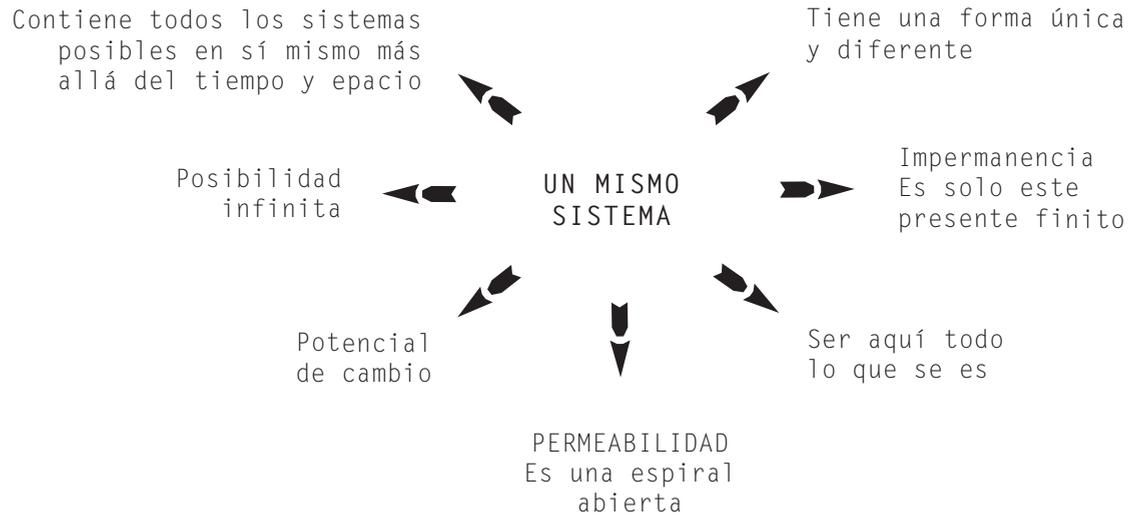 Contiene todos los sistemas
posibles en sí mismo más
allá del tiempo y epacio
Tiene una forma única
y diferente
Posibilidad
infinita
UN MISMO
SISTEMA
Impermanencia
Es solo este
presente finito
Potencial
de cambio
Ser aquí todo
lo que se es
PERMEABILIDAD
Es una espiral
abierta